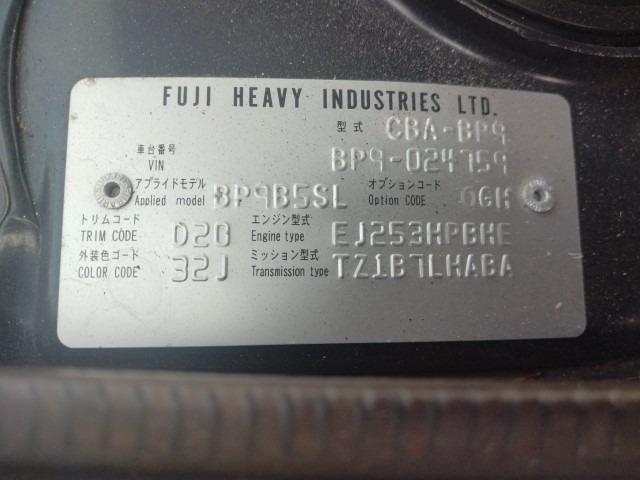 FUJI HEAVY INDUSTRIES LTD.
型式 CBA-BP9
車台番号 VIN BP9-024759
アプライドモデル Applied model BP9B5SL オプションコード Option CODE OGH
トリムコード TRIM CODE D2G エンジン型式 Engine type EJ253HPBHE
外装色コード COLOR CODE 32J ミッション型式 Transmission type TZ1B7LHABA